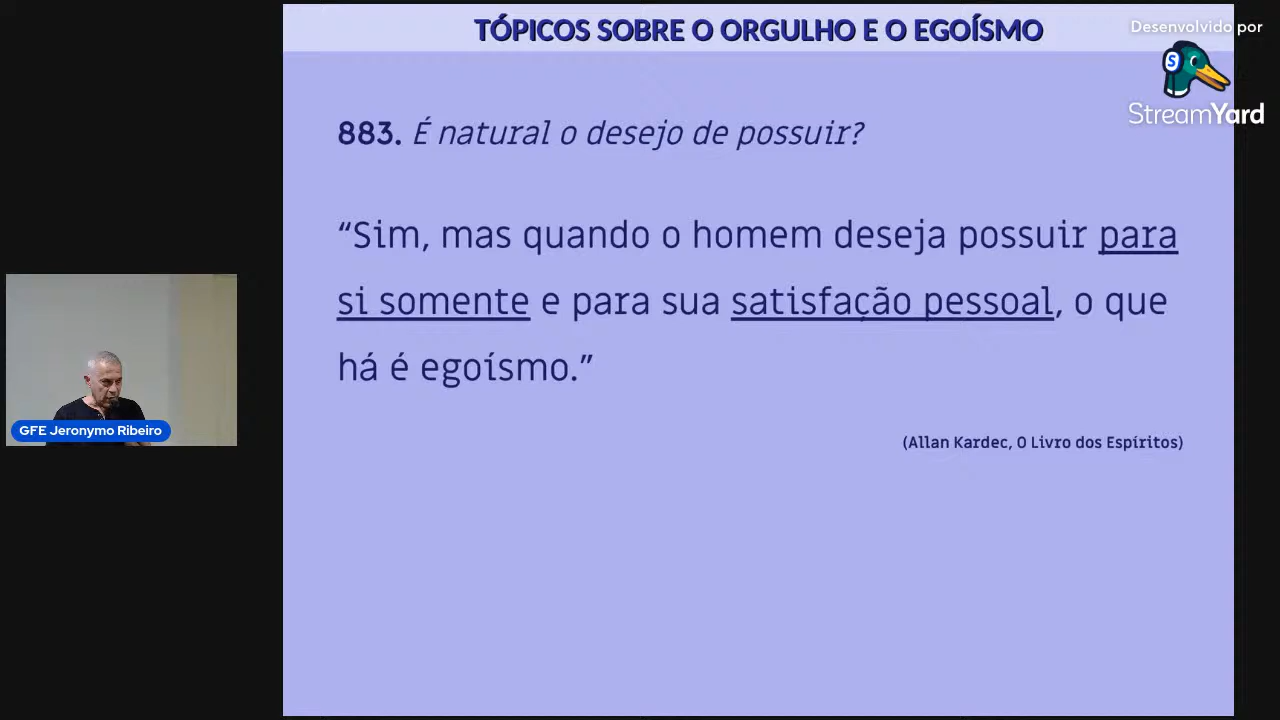 TÓPICOS SOBRE O ORGULHO E O EGOÍSMO
Desenvolvido por
S
StreamYard
883. É natural o desejo de possuir?
“Sim, mas quando o homem deseja possuir para
si somente e para sua satisfação pessoal, o que
há é egoísmo.”
(Allan Kardec, O Livro dos Espíritos)
GFE Jeronymo Ribeiro